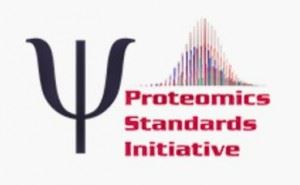 Ψ
Proteomics
Standards
Initiative